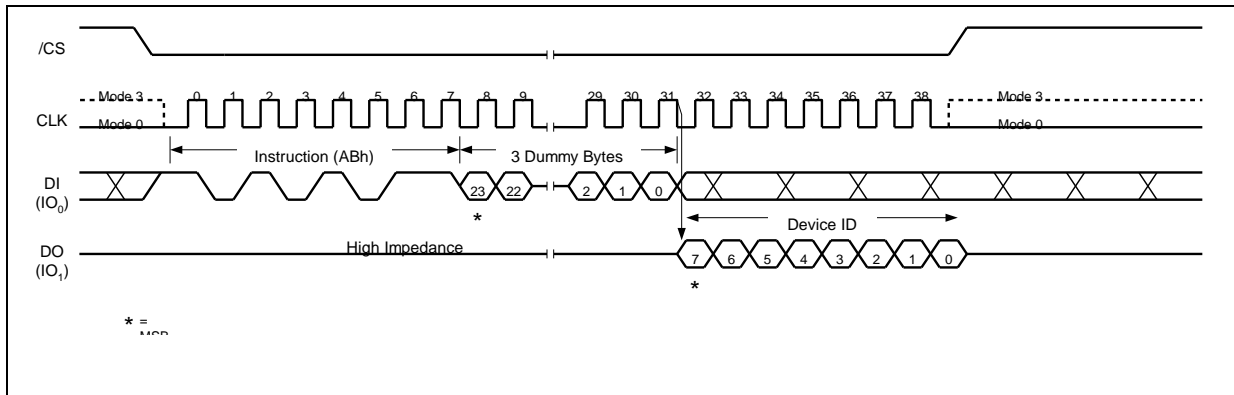 /CS
Mode 3
0 1 2 3 4 5 6 7 8 9 29 30 31 32 33 34 35 36 37 38
Mode 3
CLK
Mode 0
Mode 0
Instruction (ABh)
3 Dummy Bytes
DI
(IO0)
23 22 2 1 0
*
Device ID
DO
(IO1)
High Impedance
7 6 5 4 3 2 1 0
*
* =
MSB